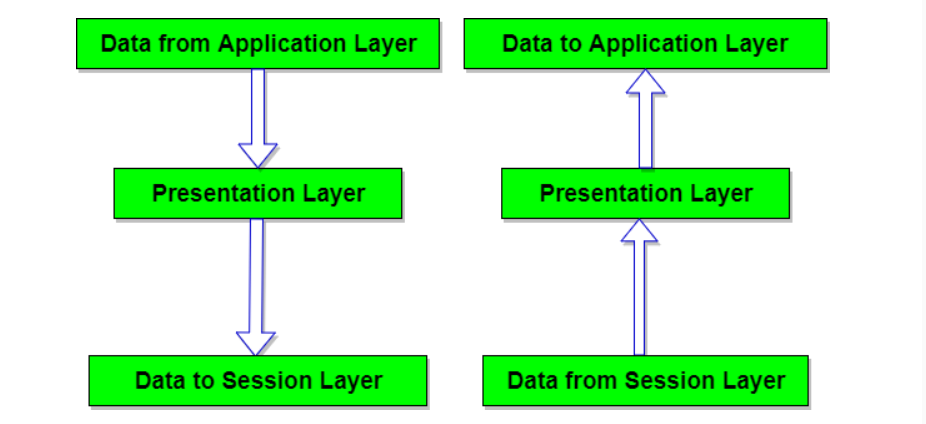 Data from Application Layer
Data to Application Layer
Presentation Layer
Presentation Layer
Data to Session Layer
Data from Session Layer